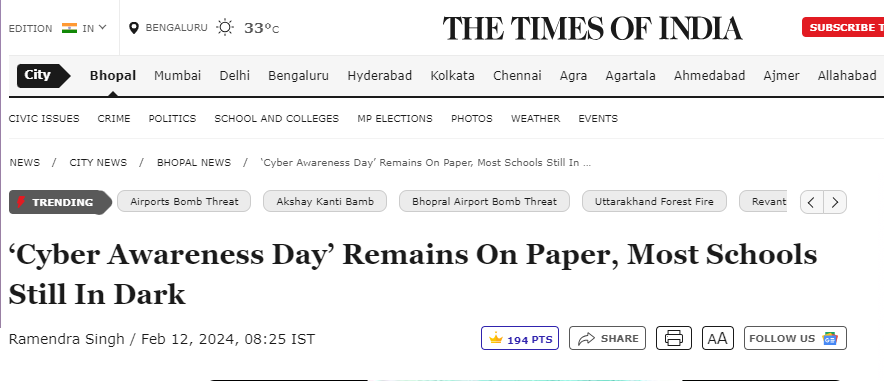 EDITION IN BENGALURU 33°C THE TIMES OF INDIA SUBSCRIBE
City Bhopal Mumbai Delhi Bengaluru Hyderabad Kolkata Chennai Agra Agartala Ahmedabad Ajmer Allahabad
CIVIC ISSUES CRIME POLITICS SCHOOL AND COLLEGES MP ELECTIONS PHOTOS WEATHER EVENTS
NEWS / CITY NEWS / BHOPAL NEWS / ‘Cyber Awareness Day’ Remains On Paper, Most Schools Still In ...
TRENDING Airports Bomb Threat Akshay Kanti Bamb Bhopral Airport Bomb Threat Uttarakhand Forest Fire Revant
‘Cyber Awareness Day’ Remains On Paper, Most Schools
Still In Dark
Ramendra Singh / Feb 12, 2024, 08:25 IST 194 PTS SHARE AA FOLLOW US